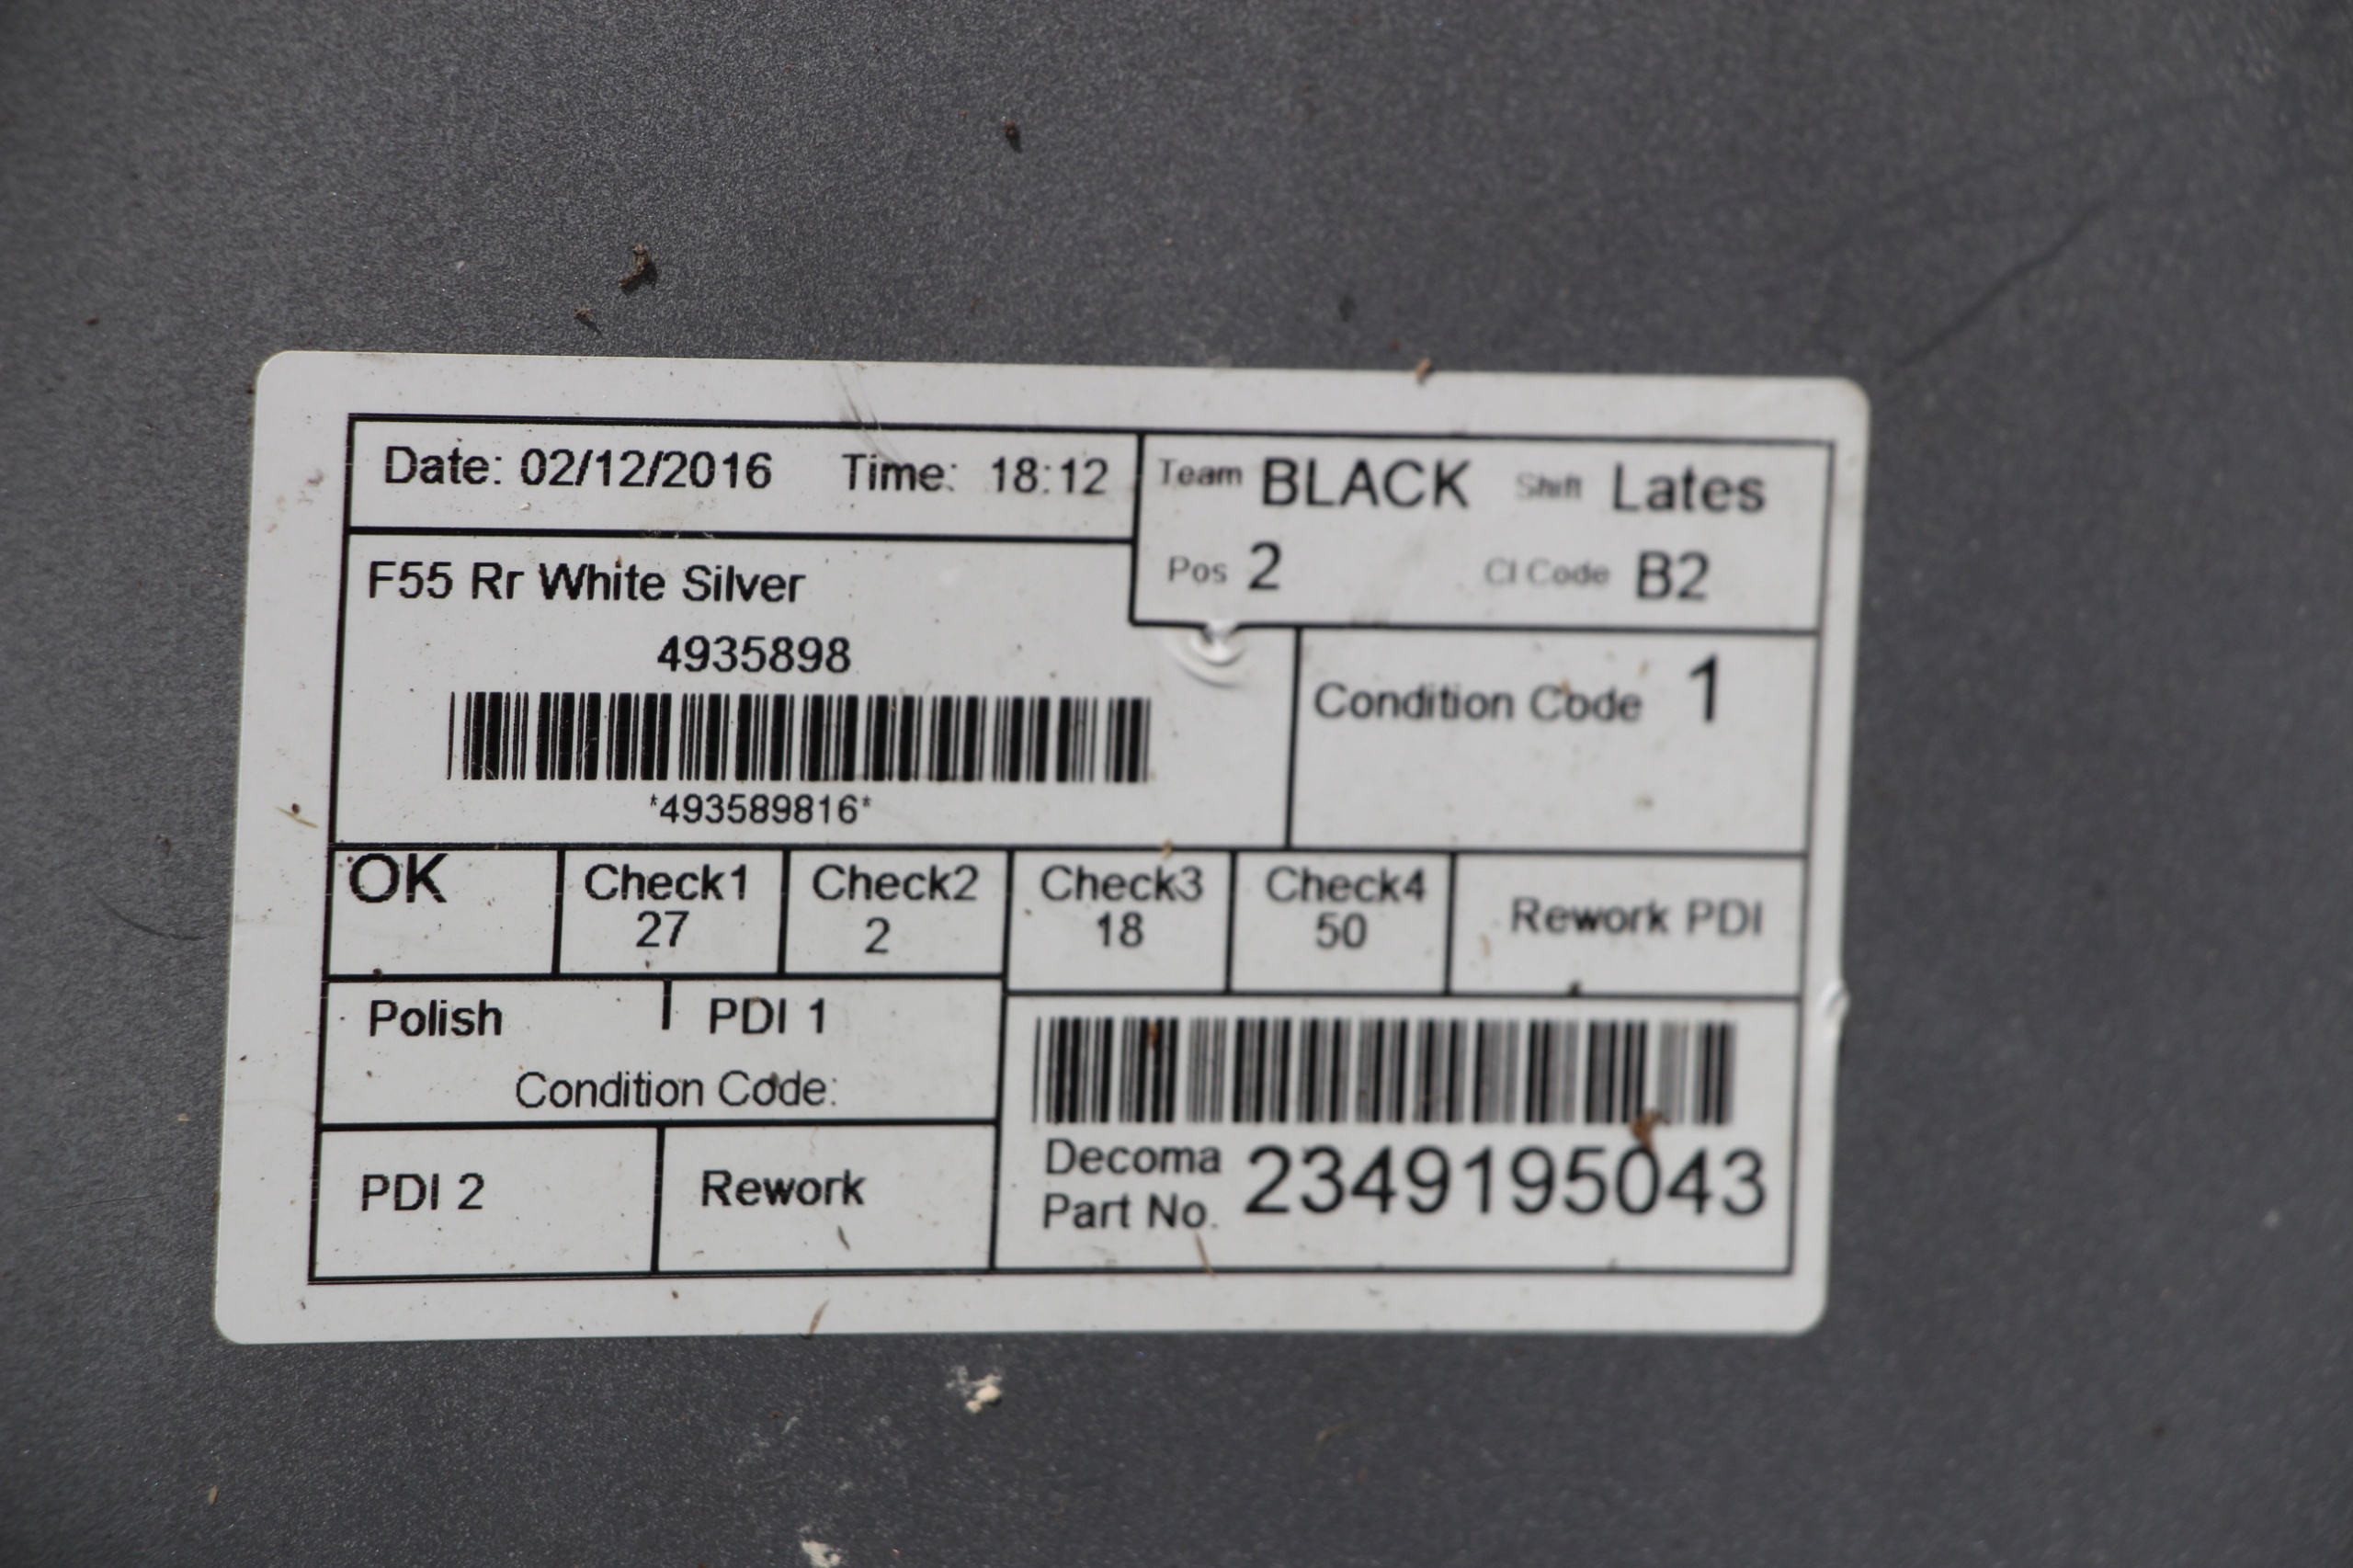 Date: 02/12/2016 Time: 18:12
Team BLACK Shift Lates
Pos 2 CI Code B2
F55 Rr White Silver
4935898
*493589816*
Condition Code 1
OK
Check1
27
Check2
2
Check3
18
Check4
50
Rework PDI
Polish
PDI 1
Condition Code:
PDI 2
Rework
Decoma
Part No.
2349195043